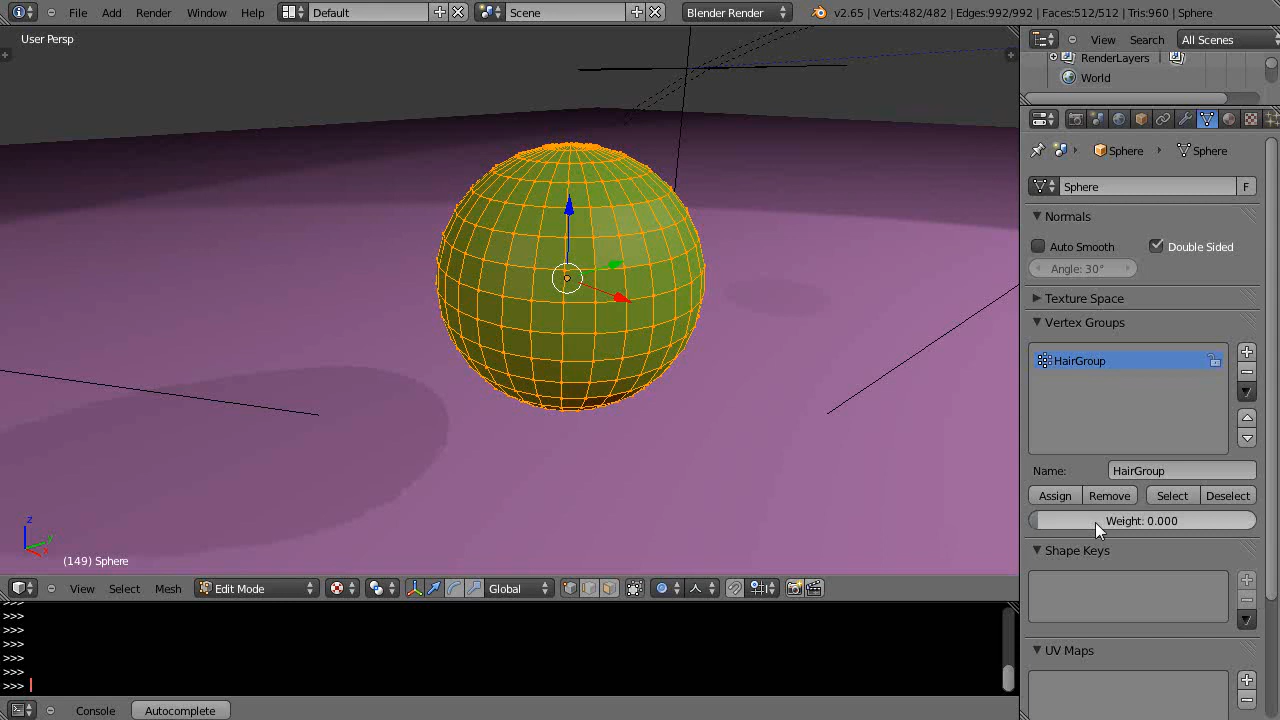 File Add Render Window Help Default Scene Blender Render v2.65 | Verts:482/482 | Edges:992/992 | Faces:512/512 | Tris:960 | Sphere
User Persp
View Search All Scenes
RenderLayers |
World
Sphere Sphere
Sphere F
Normals
Auto Smooth Double Sided
Angle: 30°
Texture Space
Vertex Groups
HairGroup
Name: HairGroup
Assign Remove Select Deselect
Weight: 0.000
Shape Keys
UV Maps
z
y
x
(149) Sphere
View Select Mesh Edit Mode Global
>>>
>>>
>>>
>>>
>>>
>>>
>>>
Console Autocomplete